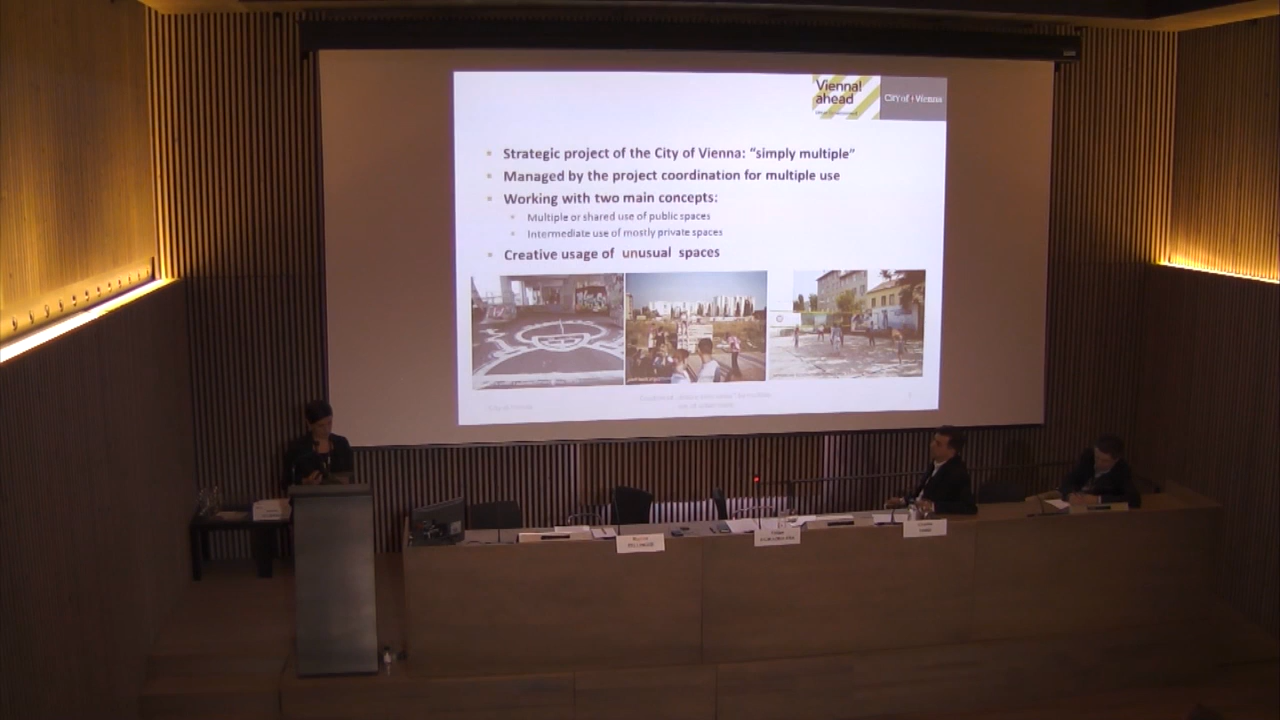 Vienna!
ahead
City of Vienna
Strategic project of the City of Vienna: “simply multiple”
Managed by the project coordination for multiple use
Working with two main concepts:
Multiple or shared use of public spaces
Intermediate use of mostly private spaces
Creative usage of unusual spaces